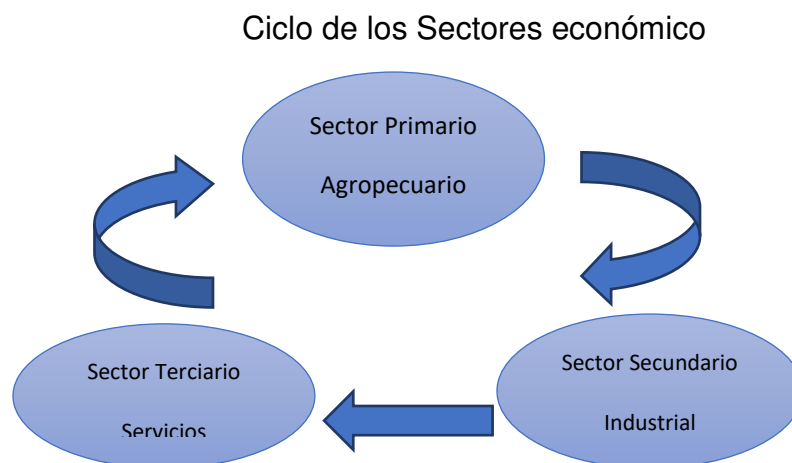 Ciclo de los Sectores económico
Sector Primario
Agropecuario
Sector Terciario
Servicios
Sector Secundario
Industrial